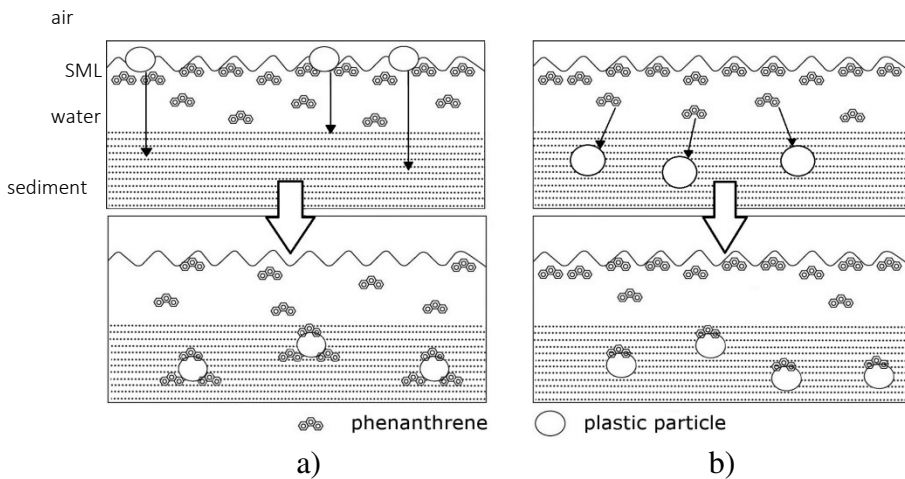 air
SML
water
sediment
phenanthrene
plastic particle
a)
b)